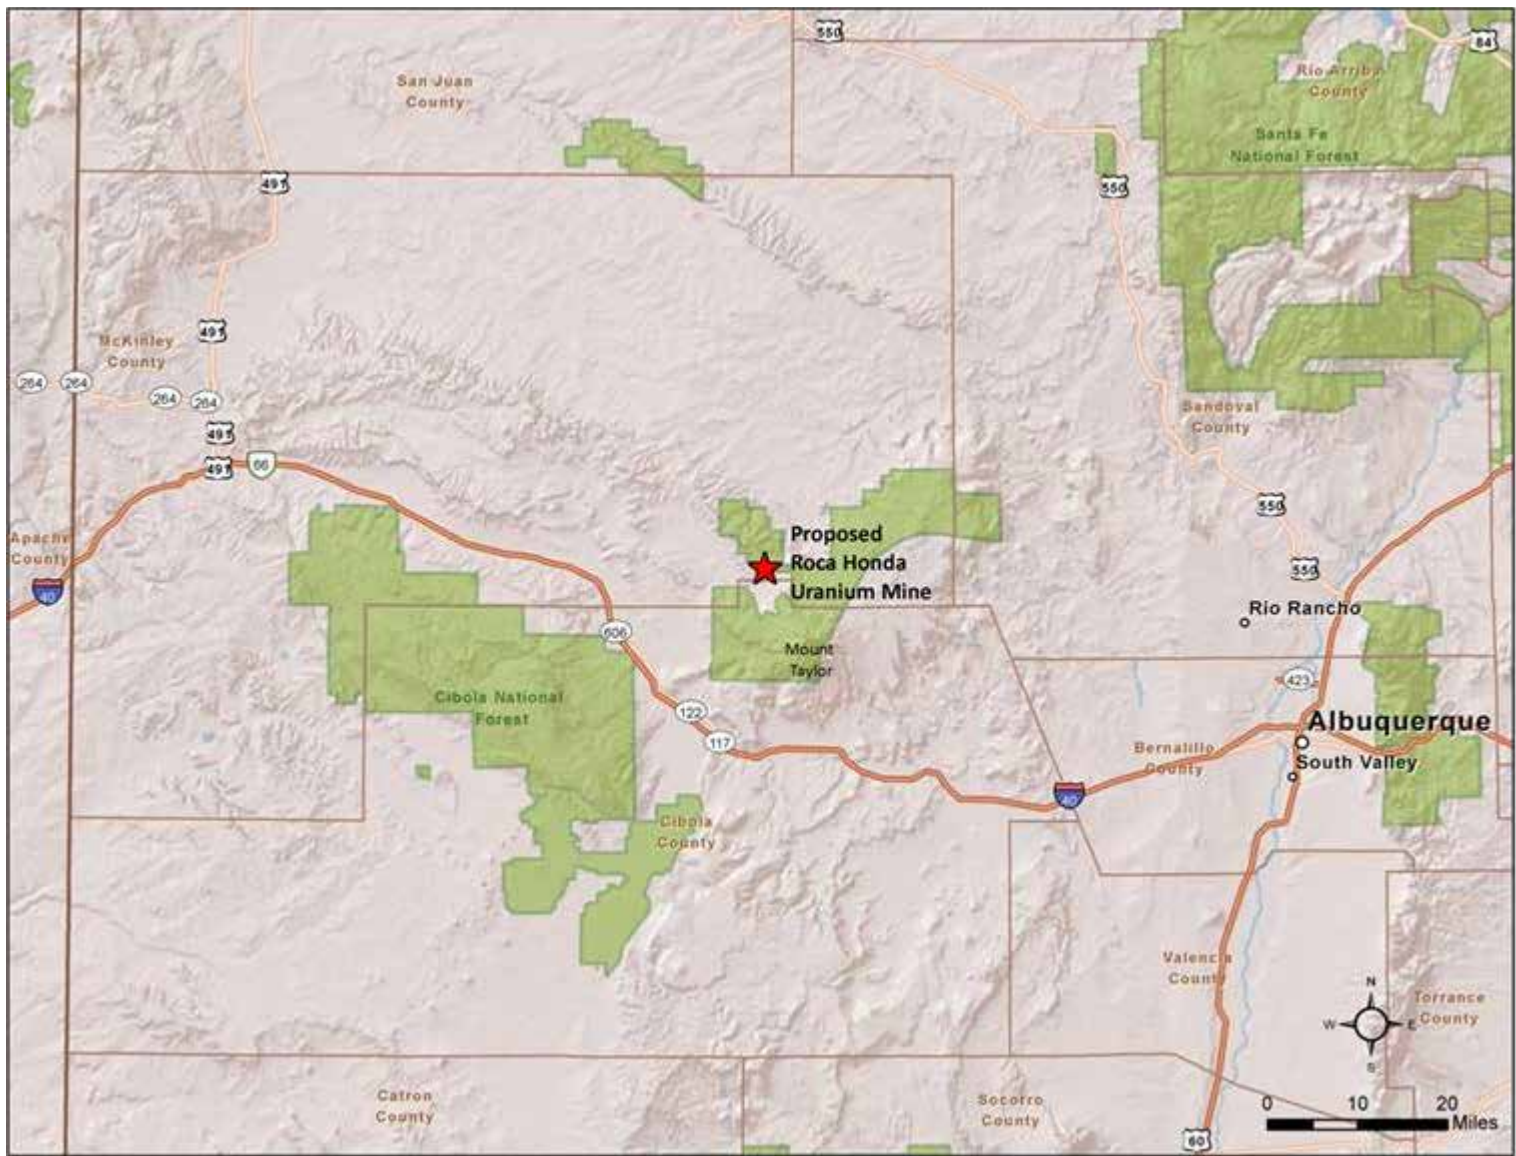 550
84
San Juan
County
Rio Arriba
County
Santa Fe
National Forest
491
550
491
McKinley
County
264
264
264
264
Sandoval
County
491
491
66
550
Apache
County
Proposed
Roca Honda
Uranium Mine
550
40
Rio Rancho
606
Mount
Taylor
423
Cibola National
Forest
122
117
Albuquerque
Bernalillo
County
South Valley
40
Cibola
County
Valencia
County
N
W
E
S
Torrance
County
Catron
County
Socorro
County
0 10 20
Miles
60